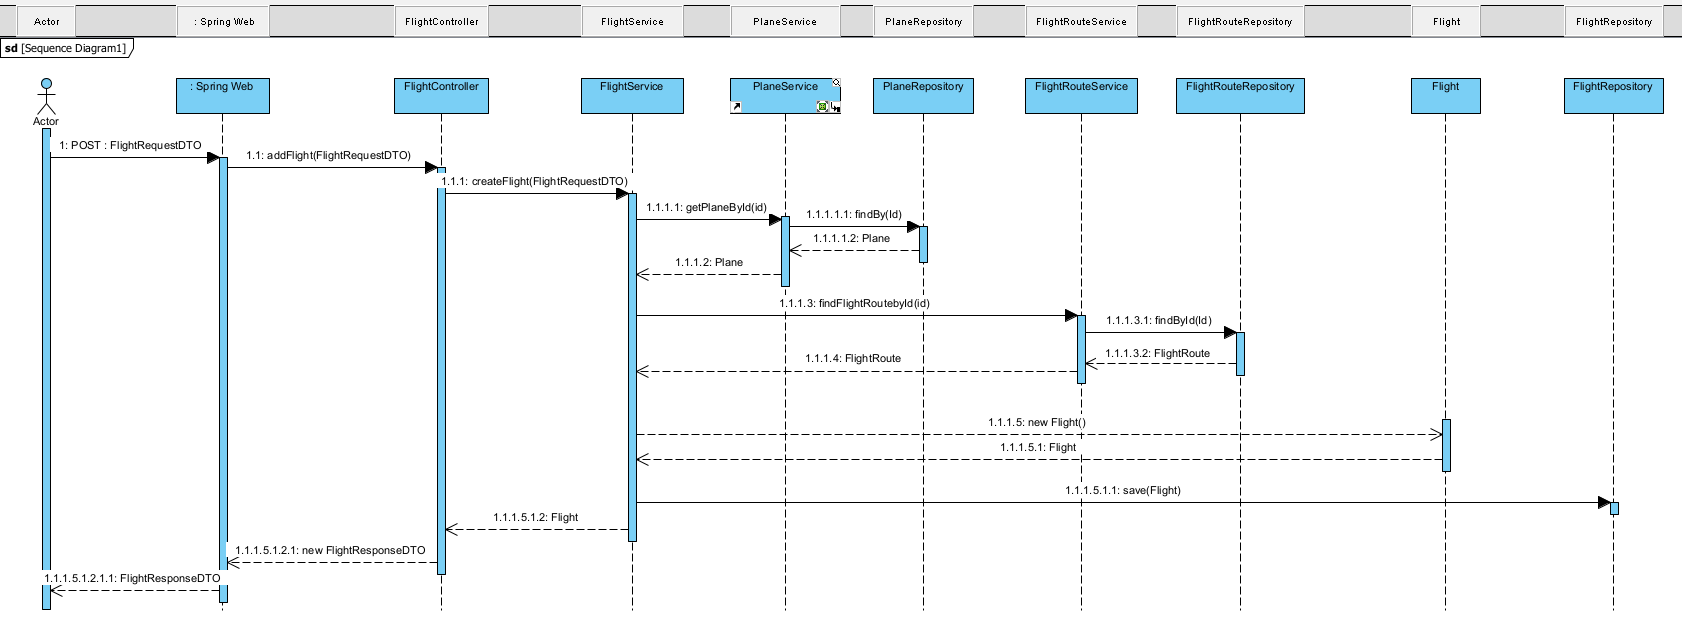 Actor
: Spring Web
FlightController
FlightService
PlaneService
PlaneRepository
FlightRouteService
FlightRouteRepository
Flight
FlightRepository
sd [Sequence Diagram1]
: Spring Web
FlightController
FlightService
PlaneService
PlaneRepository
FlightRouteService
FlightRouteRepository
Flight
FlightRepository
Actor
1: POST : FlightRequestDTO
1.1: addFlight(FlightRequestDTO)
1.1.1: createFlight(FlightRequestDTO)
1.1.1.1: getPlaneById(id)
1.1.1.1.1: findBy(Id)
1.1.1.1.2: Plane
1.1.1.2: Plane
1.1.1.3: findFlightRoutebyId(id)
1.1.1.3.1: findById(Id)
1.1.1.3.2: FlightRoute
1.1.1.4: FlightRoute
1.1.1.5: new Flight()
1.1.1.5.1: Flight
1.1.1.5.1.1: save(Flight)
1.1.1.5.1.2: Flight
1.1.1.5.1.2.1: new FlightResponseDTO
1.1.1.5.1.2.1.1: FlightResponseDTO